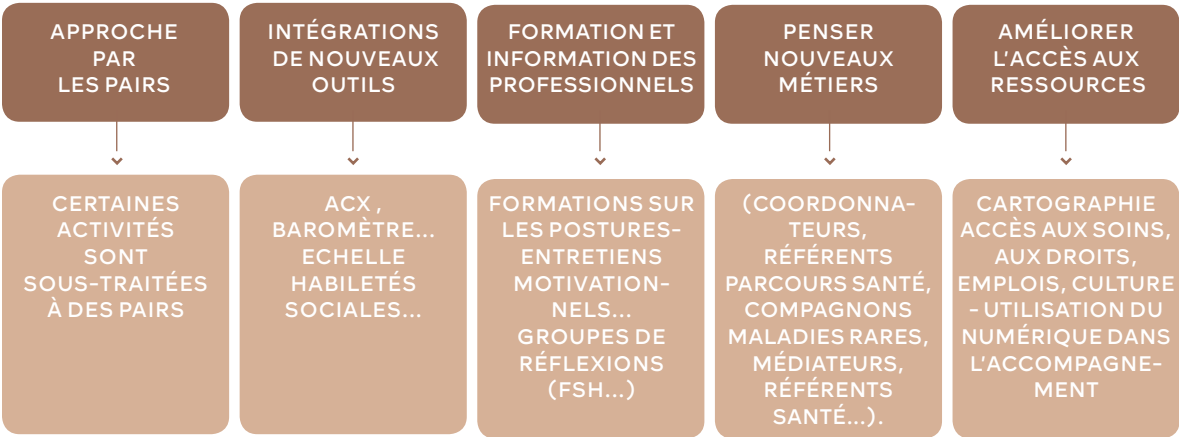 APPROCHE
PAR
LES PAIRS
INTÉGRATIONS
DE NOUVEAUX
OUTILS
FORMATION ET
INFORMATION DES
PROFESSIONNELS
PENSER
NOUVEAUX
MÉTIERS
AMÉLIORER
L'ACCÈS AUX
RESSOURCES
CERTAINES
ACTIVITÉS
SONT
SOUS-TRAITÉES
À DES PAIRS
ACX ,
BAROMÈTRE...
ECHELLE
HABILETÉS
SOCIALES...
FORMATIONS SUR
LES POSTURES-
ENTRETIENS
MOTIVATION-
NELS...
GROUPES DE
RÉFLEXIONS
(FSH...)
(COORDONNA-
TEURS,
RÉFÉRENTS
PARCOURS SANTÉ,
COMPAGNONS
MALADIES RARES,
MÉDIATEURS,
RÉFÉRENTS
SANTÉ...).
CARTOGRAPHIE
ACCÈS AUX SOINS,
AUX DROITS,
EMPLOIS, CULTURE
- UTILISATION DU
NUMÉRIQUE DANS
L'ACCOMPAGNE-
MENT